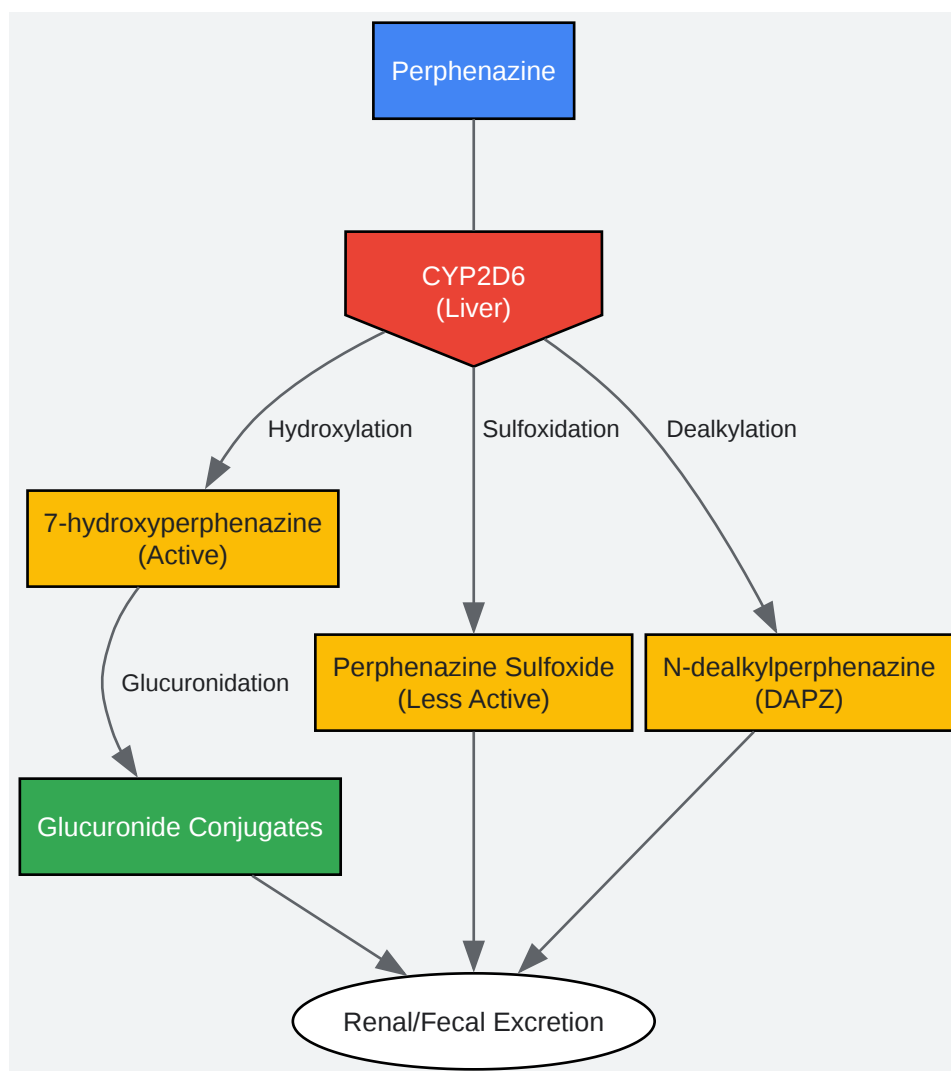 Perphenazine
CYP2D6
(Liver)
Hydroxylation
Sulfoxidation
Dealkylation
7-hydroxyperphenazine
(Active)
Glucuronidation
Perphenazine Sulfoxide
(Less Active)
N-dealkylperphenazine
(DAPZ)
Glucuronide Conjugates
Renal/Fecal Excretion